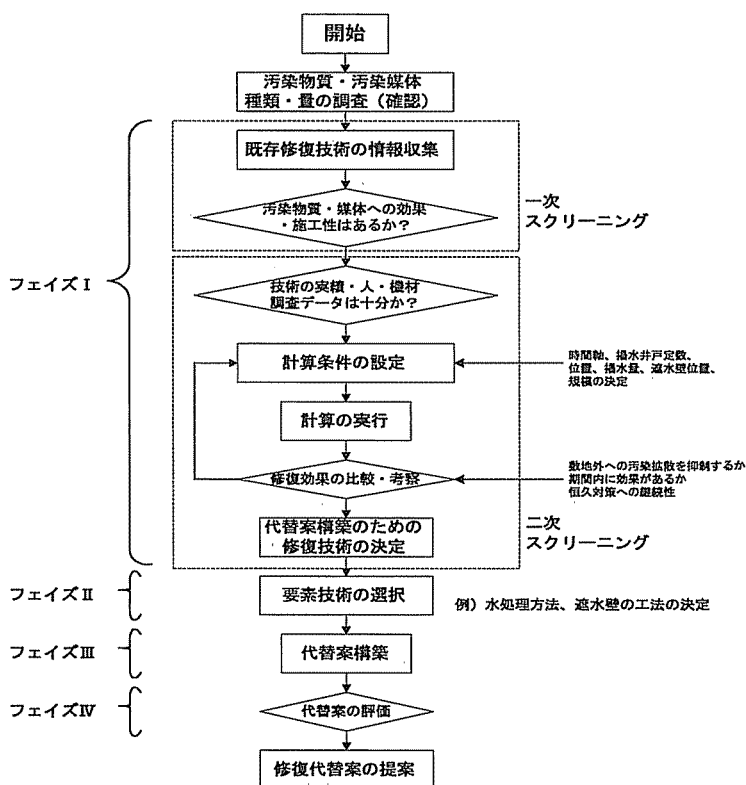 開始
汚染物質・汚染媒体
種類・量の調査（確認）
既存修復技術の情報収集
汚染物質・媒体への効果
・施工性はあるか？
一次
スクリーニング
フェイズⅠ
技術の実績・人・機材
調査データは十分か？
計算条件の設定
時間軸、揚水井戸定数、
位置、揚水量、遮水壁位置、
規模の決定
計算の実行
修復効果の比較・考察
敷地外への汚染拡散を抑制するか
期間内に効果があるか
恒久対策への継続性
代替案構築のための
修復技術の決定
二次
スクリーニング
フェイズⅡ
要素技術の選択
例）水処理方法、遮水壁の工法の決定
フェイズⅢ
代替案構築
フェイズⅣ
代替案の評価
修復代替案の提案